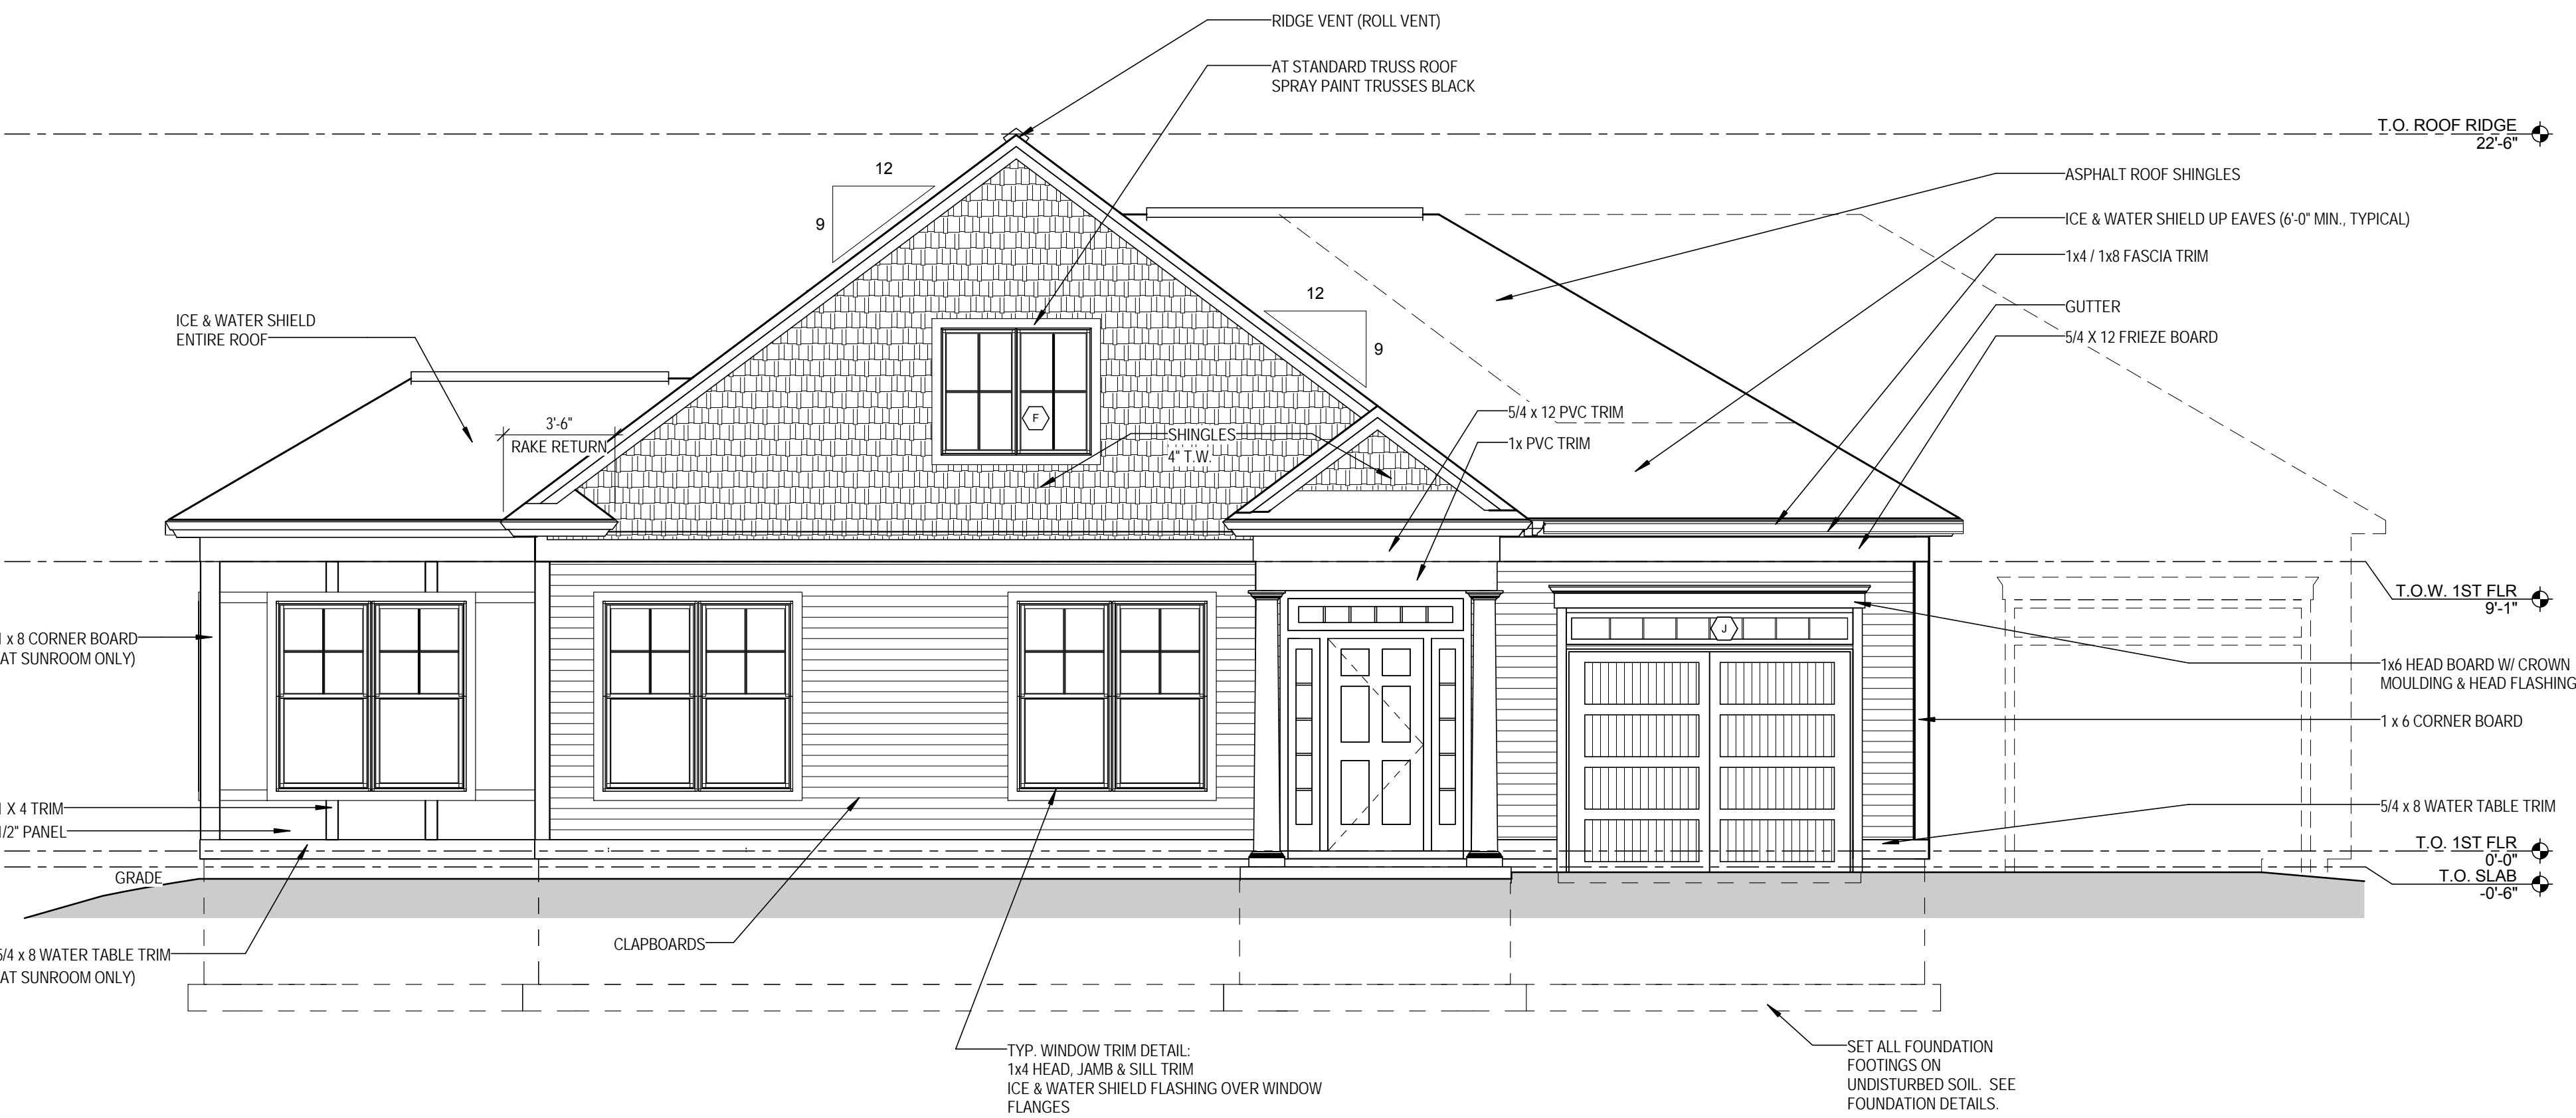 RIDGE VENT (ROLL VENT)
AT STANDARD TRUSS ROOF
SPRAY PAINT TRUSSES BLACK
T.O. ROOF RIDGE
22'-6"
12
9
ASPHALT ROOF SHINGLES
ICE & WATER SHIELD UP EAVES (6'-0" MIN., TYPICAL)
1x4 / 1x8 FASCIA TRIM
GUTTER
5/4 X 12 FRIEZE BOARD
12
9
ICE & WATER SHIELD
ENTIRE ROOF
3'-6"
RAKE RETURN
F
SHINGLES
4" T.W.
5/4 x 12 PVC TRIM
1x PVC TRIM
T.O.W. 1ST FLR
9'-1"
J
1 x 8 CORNER BOARD
AT SUNROOM ONLY)
1x6 HEAD BOARD W/ CROWN
MOULDING & HEAD FLASHING
1 x 6 CORNER BOARD
1 X 4 TRIM
1/2" PANEL
5/4 x 8 WATER TABLE TRIM
T.O. 1ST FLR
0'-0"
T.O. SLAB
-0'-6"
GRADE
CLAPBOARDS
5/4 x 8 WATER TABLE TRIM
AT SUNROOM ONLY)
TYP. WINDOW TRIM DETAIL:
1x4 HEAD, JAMB & SILL TRIM
ICE & WATER SHIELD FLASHING OVER WINDOW
FLANGES
SET ALL FOUNDATION
FOOTINGS ON
UNDISTURBED SOIL. SEE
FOUNDATION DETAILS.